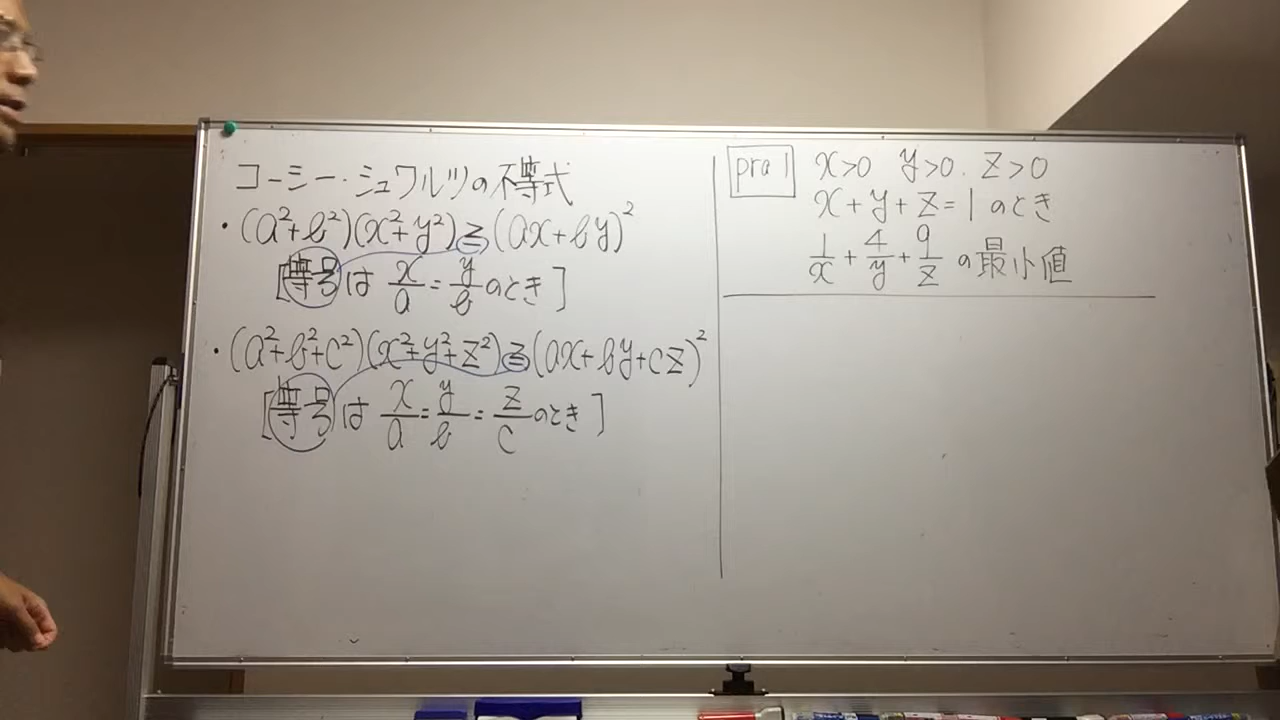 コーシー・シュワルツの不等式
・(a²+b²)(x²+y²)≧(ax+by)²
[等号は x/a=y/b のとき]
・(a²+b²+c²)(x²+y²+z²)≧(ax+by+cz)²
[等号は x/a=y/b=z/c のとき]
pra 1 x>0 y>0. z>0
x+y+z=1のとき
1/x+4/y+9/z の最小値